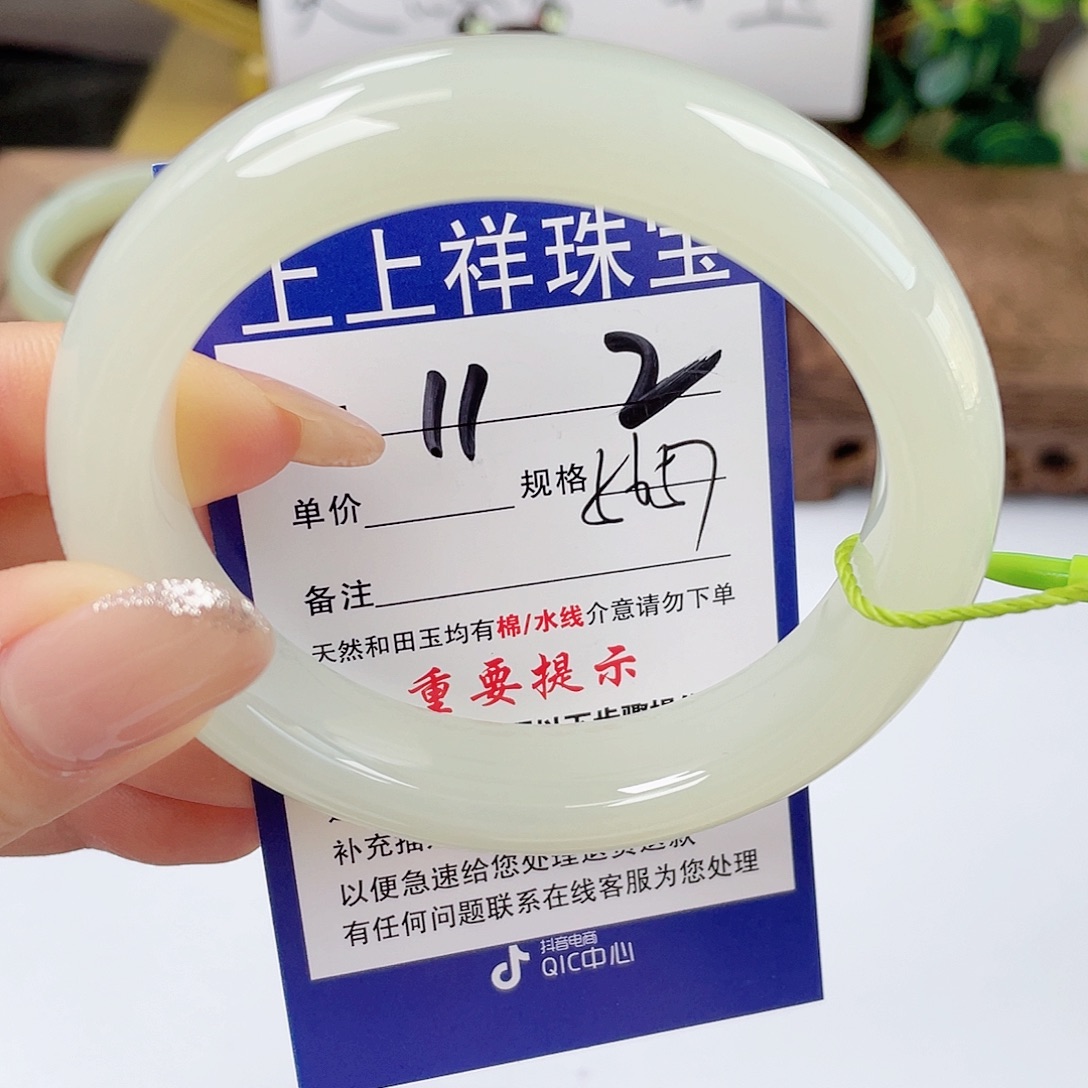 上上祥珠宝
11 2
单价 规格
备注
天然和田玉均有棉/水线介意请勿下单
重要提示
补充
以便急速给您处理退货退款
有任何问题联系在线客服为您处理
抖音电商
QIC中心